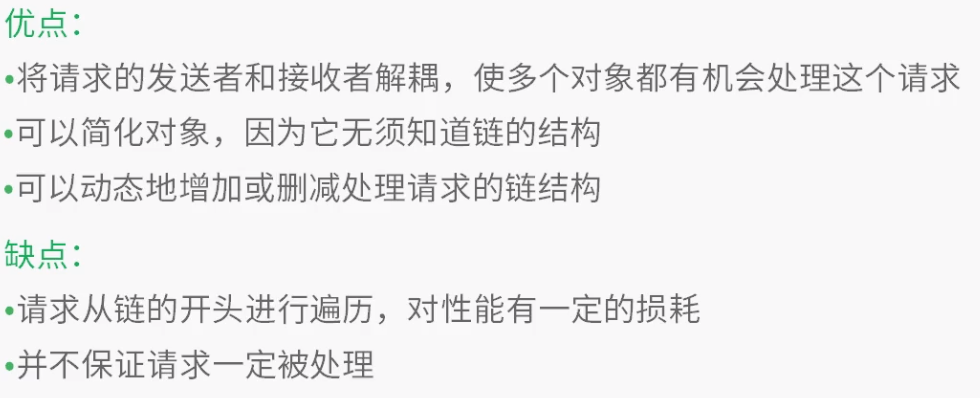 优点：
•将请求的发送者和接收者解耦，使多个对象都有机会处理这个请求
•可以简化对象，因为它无须知道链的结构
•可以动态地增加或删减处理请求的链结构
缺点：
•请求从链的开头进行遍历，对性能有一定的损耗
•并不保证请求一定被处理